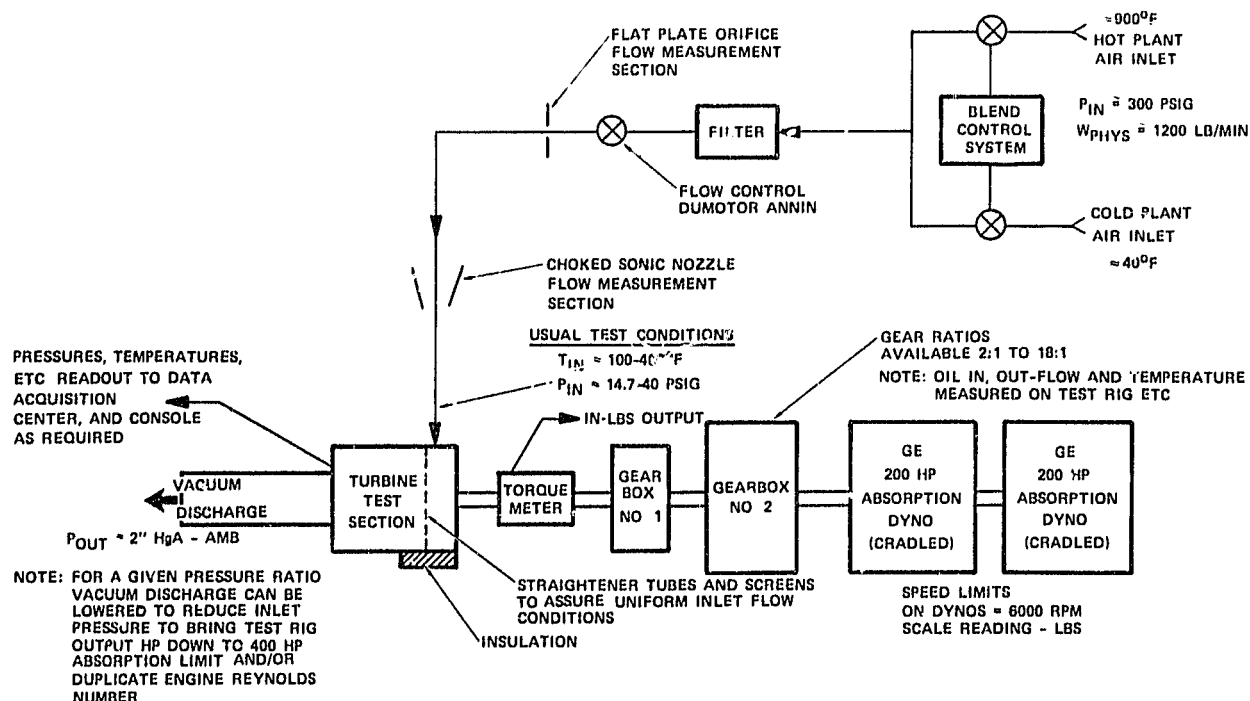 FLAT PLATE ORIFICE
FLOW MEASUREMENT
SECTION
≈900°F
HOT PLANT
AIR INLET
BLEND
CONTROL
SYSTEM
P_IN ≈ 300 PSIG
W_PHYS ≈ 1200 LB/MIN
FILTER
FLOW CONTROL
DUMOTOR ANNIN
COLD PLANT
AIR INLET
≈40°F
CHOKED SONIC NOZZLE
FLOW MEASUREMENT
SECTION
USUAL TEST CONDITIONS
T_IN ≈
P_IN ≈ 14.7-40 PSIG
GEAR RATIOS
AVAILABLE 2:1 TO 18:1
NOTE: OIL IN, OUT-FLOW AND TEMPERATURE
MEASURED ON TEST RIG ETC
PRESSURES, TEMPERATURES,
ETC READOUT TO DATA
ACQUISITION
CENTER, AND CONSOLE
AS REQUIRED
IN-LBS OUTPUT
VACUUM
DISCHARGE
TURBINE
TEST
SECTION
TORQUE
METER
GEAR
BOX
NO 1
GEARBOX
NO 2
GE
200 HP
ABSORPTION
DYNO
(CRADLED)
GE
200 HP
ABSORPTION
DYNO
(CRADLED)
P_OUT ≈ 2" HgA - AMB
NOTE: FOR A GIVEN PRESSURE RATIO
VACUUM DISCHARGE CAN BE
LOWERED TO REDUCE INLET
PRESSURE TO BRING TEST RIG
OUTPUT HP DOWN TO 400 HP
ABSORPTION LIMIT AND/OR
DUPLICATE ENGINE REYNOLDS
NUMBER
STRAIGHTENER TUBES AND SCREENS
TO ASSURE UNIFORM INLET FLOW
CONDITIONS
INSULATION
SPEED LIMITS
ON DYNOS = 6000 RPM
SCALE READING - LBS